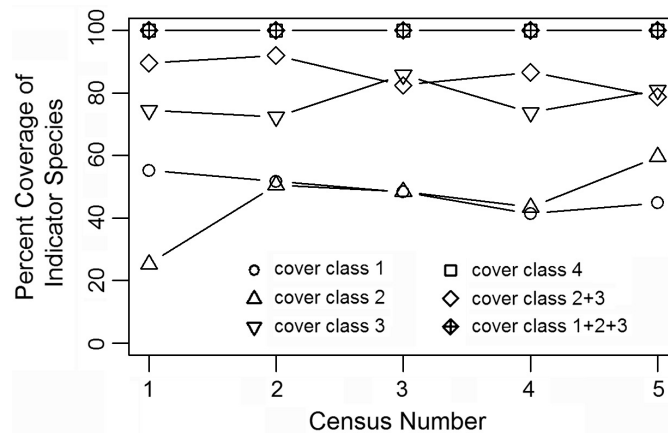 Percent Coverage of
Indicator Species
100
80
60
40
20
0
cover class 1
cover class 2
cover class 3
cover class 4
cover class 2+3
cover class 1+2+3
1 2 3 4 5
Census Number